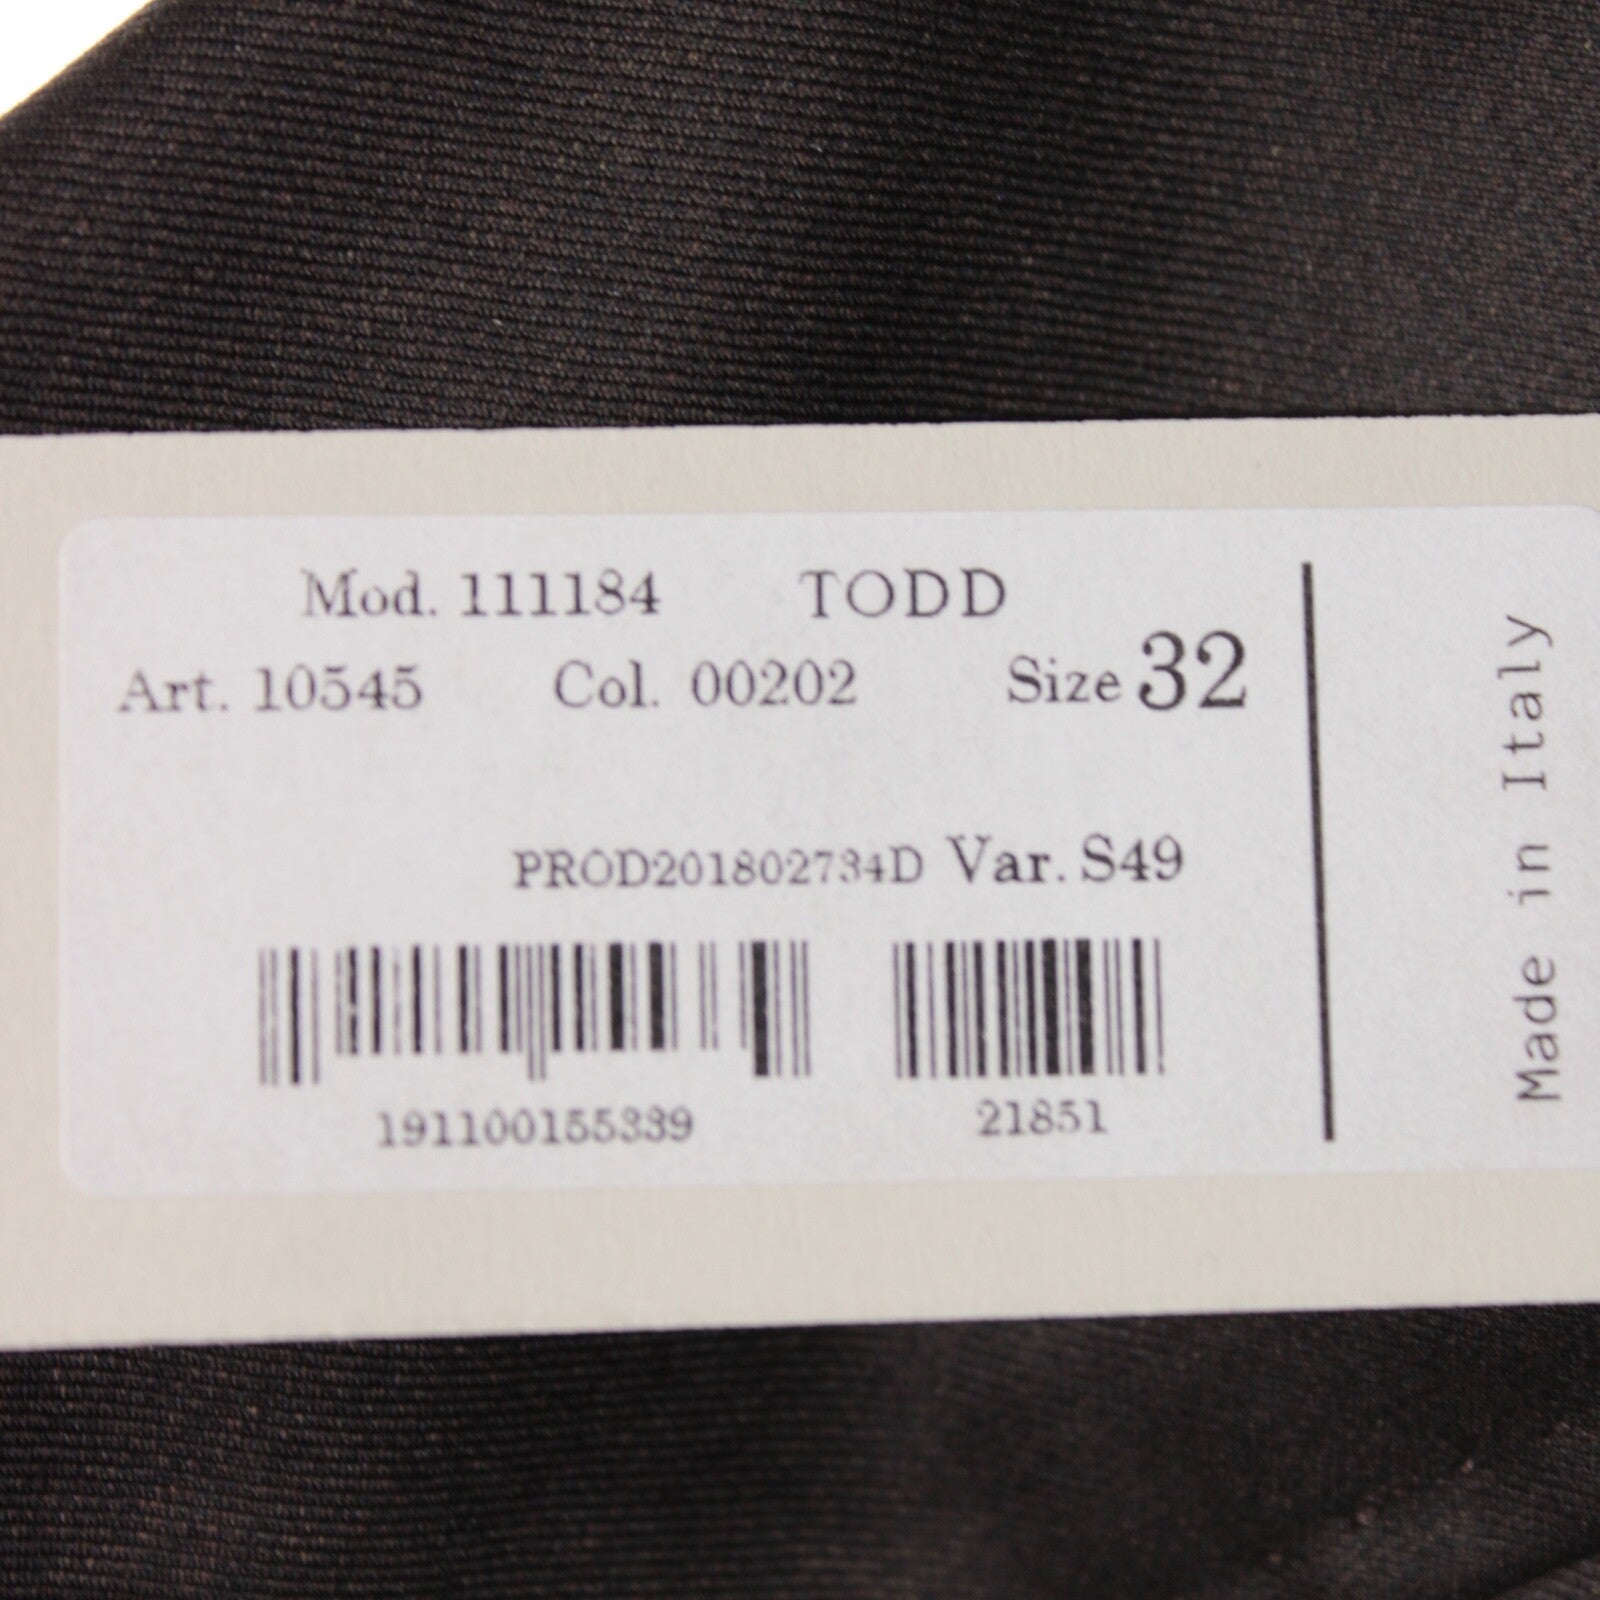 Mod. 111184 TODD
Art. 10545 Col. 00202 Size 32
PROD201802734D Var. S49
191100155339 21851
Made in Italy